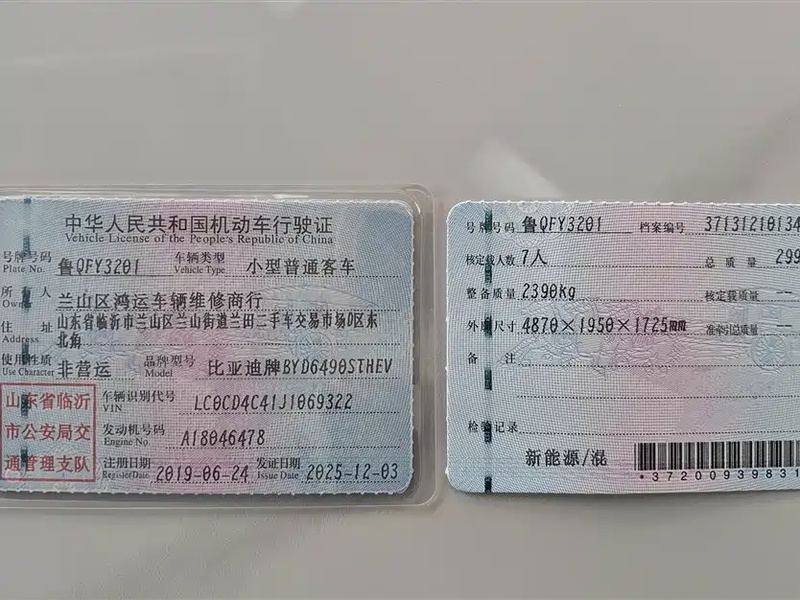 中华人民共和国机动车行驶证
Vehicle License of the People's Republic of China
号牌号码 鲁QFY3201 车辆类型 小型普通客车
Plate No. Vehicle Type
所有人 兰山区鸿运车辆维修商行
Owner
住址 山东省临沂市兰山区兰山街道兰田二手车交易市场D区东
Address 北角
使用性质 非营运 品牌型号 比亚迪牌BYD6490STHEV
Use Character Model
山东省临沂
市公安局交
通管理支队
车辆识别代号 LC0CD4C41J1069322
VIN
发动机号码 A18046478
Engine No.
注册日期 2019-06-24 发证日期 2025-12-03
Register Date Issue Date
号牌号码 鲁QFY3201 档案编号 37131210134
核定载人数 7人 总质量 299
整备质量 2390kg 核定载质量 --
外廓尺寸 4870×1950×1725mm 准牵引总质量 --
备注
检验记录
新能源/混
*37200939831